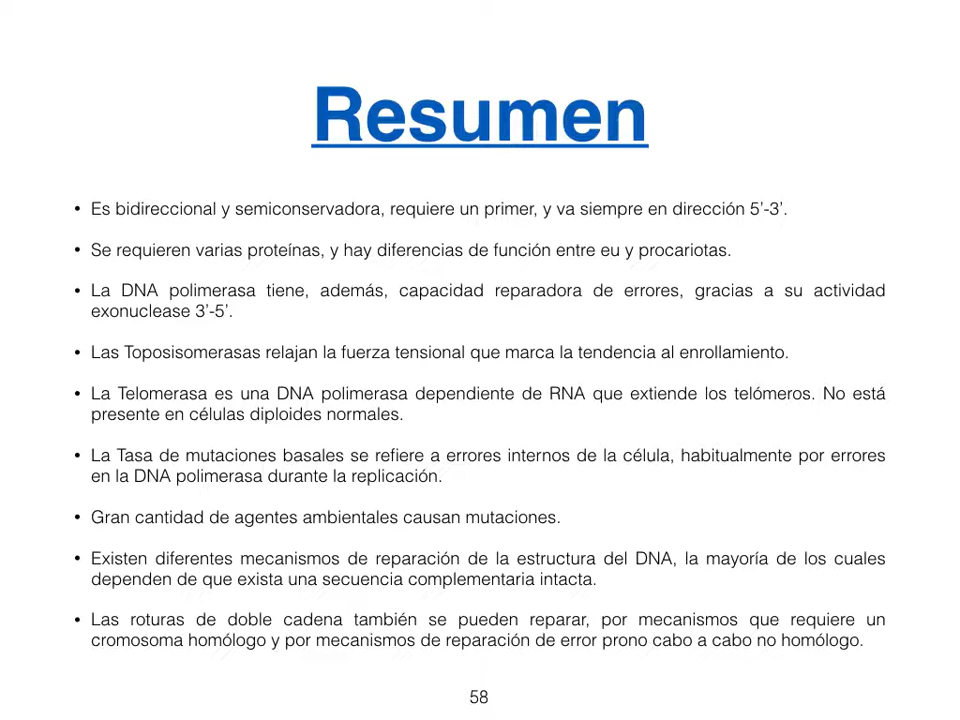 Resumen
• Es bidireccional y semiconservadora, requiere un primer, y va siempre en dirección 5’-3’.
• Se requieren varias proteínas, y hay diferencias de función entre eu y procariotas.
• La DNA polimerasa tiene, además, capacidad reparadora de errores, gracias a su actividad
exonuclease 3’-5’.
• Las Toposisomerasas relajan la fuerza tensional que marca la tendencia al enrollamiento.
• La Telomerasa es una DNA polimerasa dependiente de RNA que extiende los telómeros. No está
presente en células diploides normales.
• La Tasa de mutaciones basales se refiere a errores internos de la célula, habitualmente por errores
en la DNA polimerasa durante la replicación.
• Gran cantidad de agentes ambientales causan mutaciones.
• Existen diferentes mecanismos de reparación de la estructura del DNA, la mayoría de los cuales
dependen de que exista una secuencia complementaria intacta.
• Las roturas de doble cadena también se pueden reparar, por mecanismos que requiere un
cromosoma homólogo y por mecanismos de reparación de error prono cabo a cabo no homólogo.
58